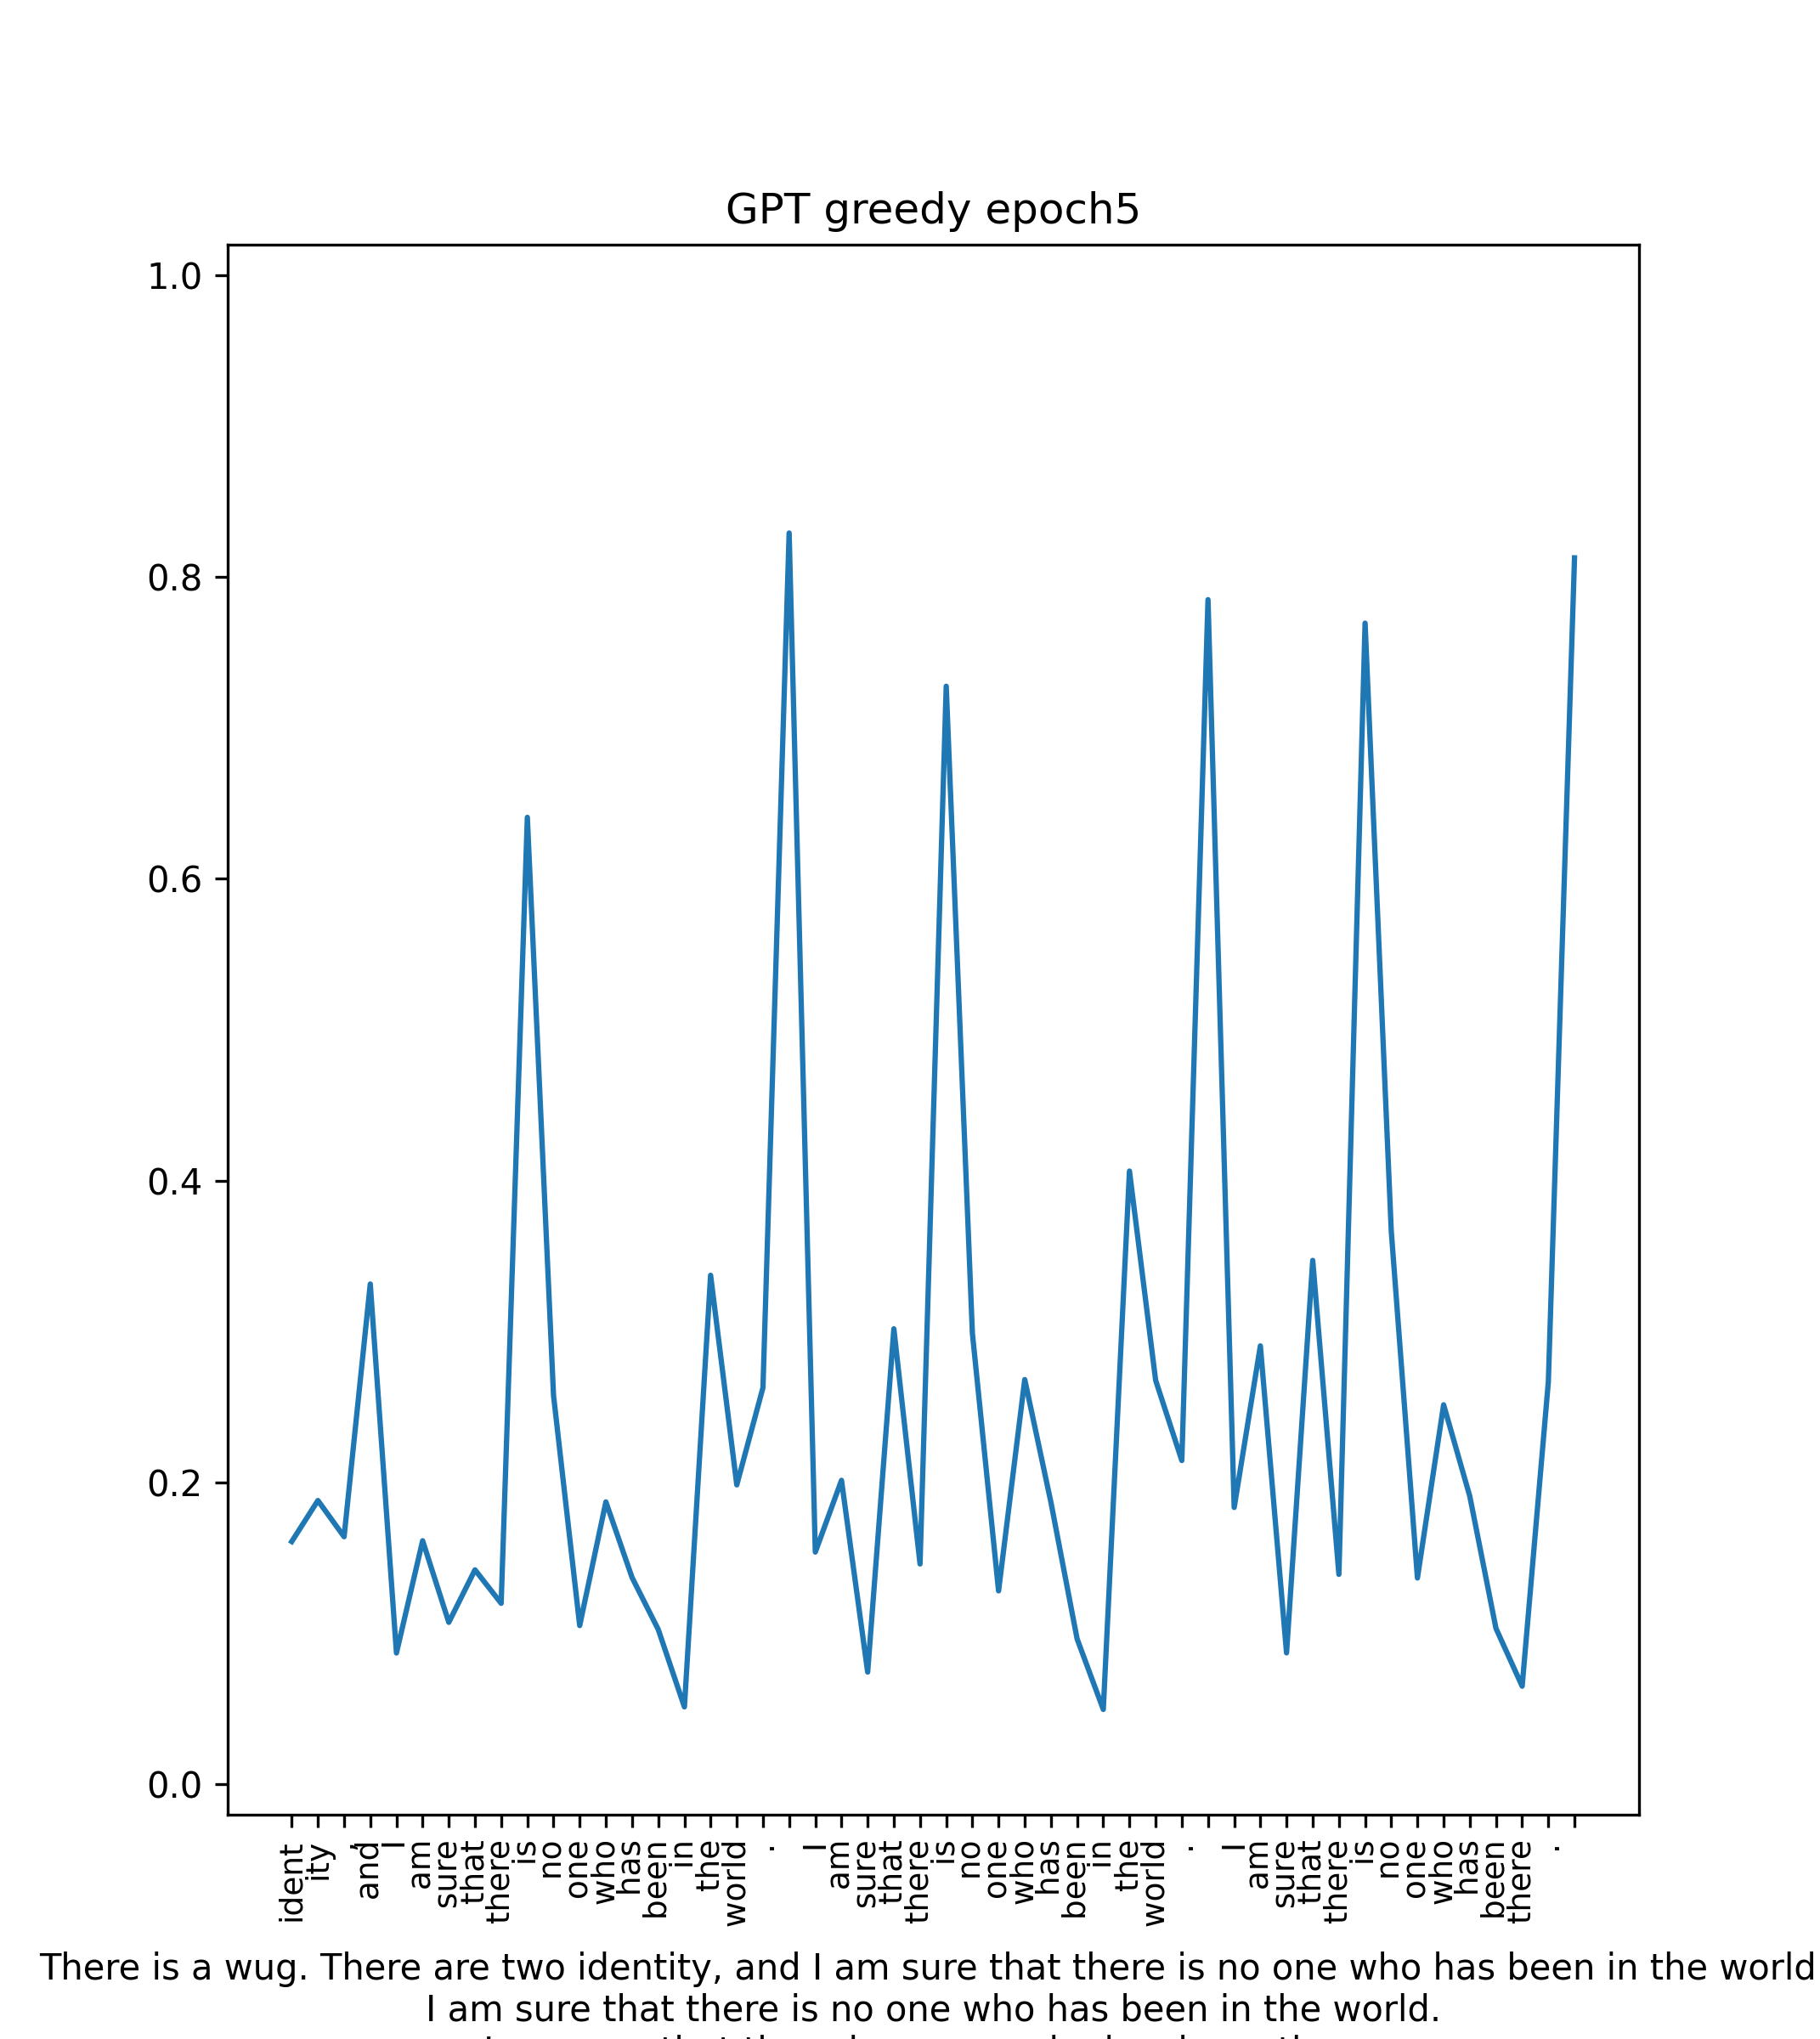 GPT greedy epoch5
1.0
0.8
0.6
0.4
0.2
0.0
ident
ity
,
and
I
am
sure
that
there
is
no
one
who
has
been
in
the
world
.
I
am
sure
that
there
is
no
one
who
has
been
in
the
world
.
I
am
sure
that
there
is
no
one
who
has
been
there
.
There is a wug. There are two identity, and I am sure that there is no one who has been in the world
I am sure that there is no one who has been in the world.